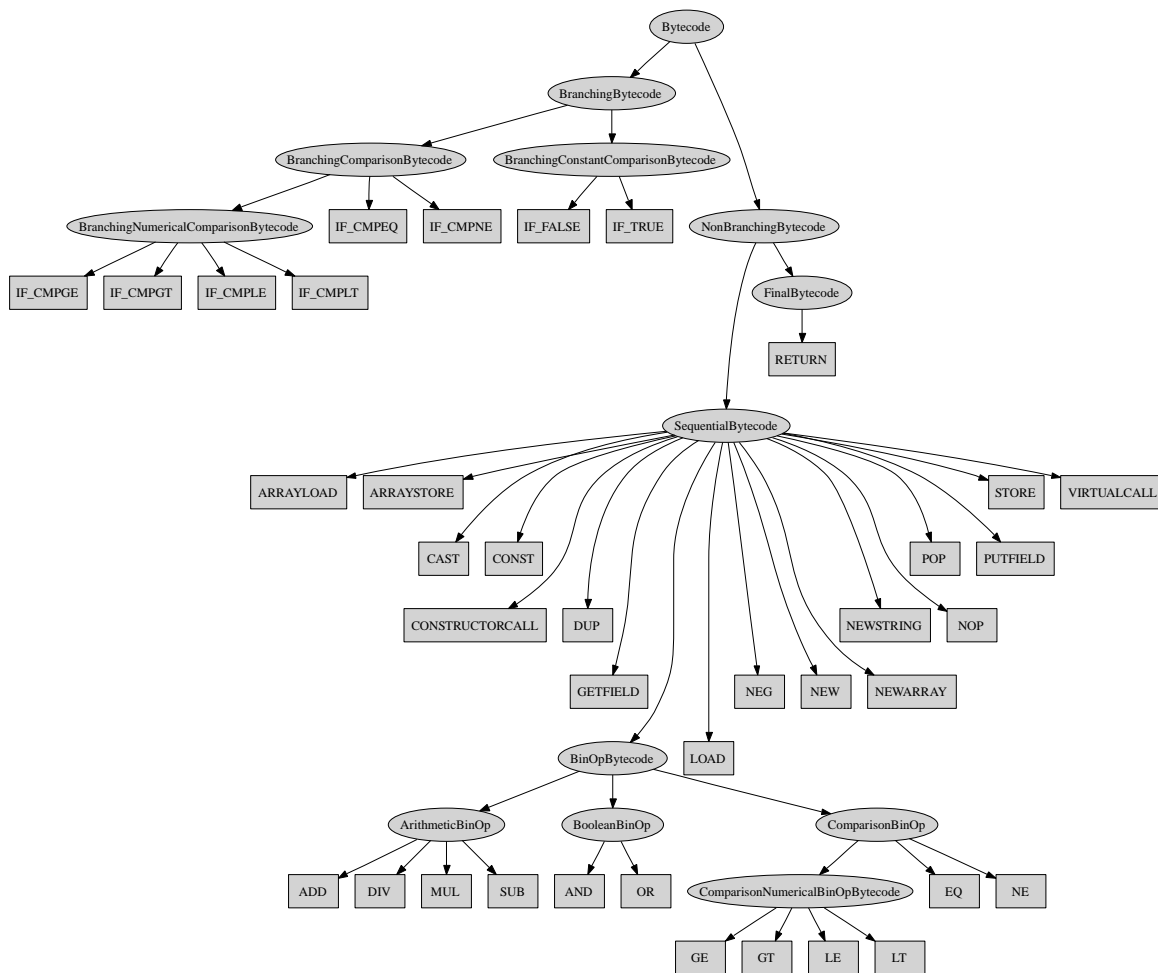 Bytecode
BranchingBytecode
BranchingComparisonBytecode
BranchingConstantComparisonBytecode
BranchingNumericalComparisonBytecode
IF_CMPEQ
IF_CMPNE
IF_FALSE
IF_TRUE
NonBranchingBytecode
IF_CMPGE
IF_CMPGT
IF_CMPLE
IF_CMPLT
FinalBytecode
RETURN
SequentialBytecode
ARRAYLOAD
ARRAYSTORE
STORE
VIRTUALCALL
CAST
CONST
POP
PUTFIELD
CONSTRUCTORCALL
DUP
NEWSTRING
NOP
GETFIELD
NEG
NEW
NEWARRAY
BinOpBytecode
LOAD
ArithmeticBinOp
BooleanBinOp
ComparisonBinOp
ADD
DIV
MUL
SUB
AND
OR
ComparisonNumericalBinOpBytecode
EQ
NE
GE
GT
LE
LT